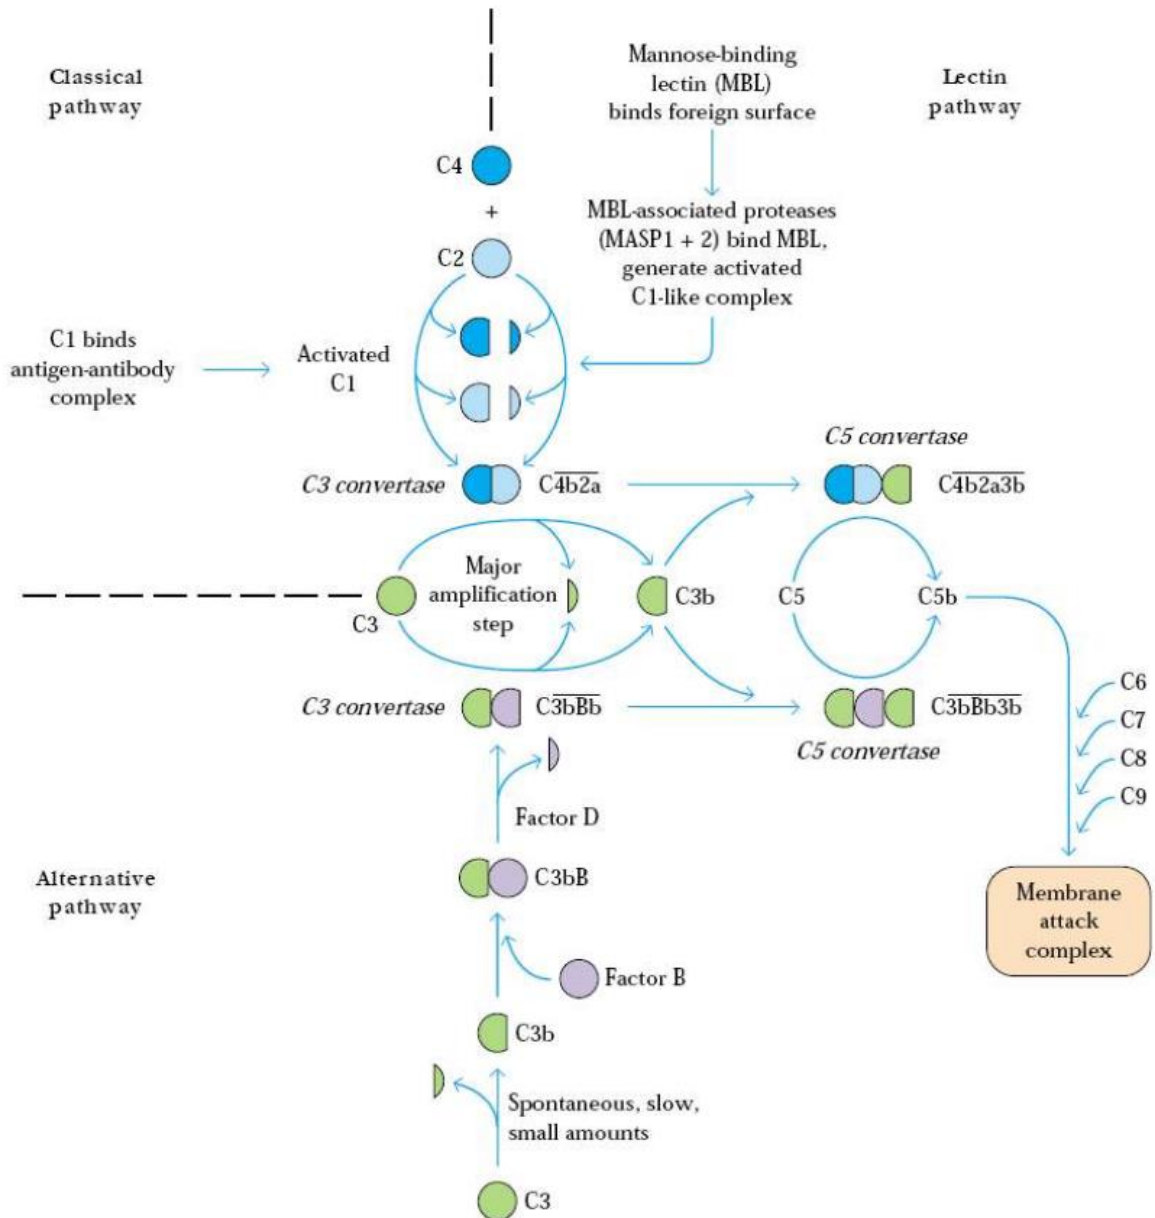 Classical
pathway
Mannose-binding
lectin (MBL)
binds foreign surface
Lectin
pathway
C4
+
C2
MBL-associated proteases
(MASP1 + 2) bind MBL,
generate activated
C1-like complex
C1 binds
antigen-antibody
complex
Activated
C1
C3 convertase
C4b2a
C5 convertase
C4b2a3b
C3
Major
amplification
step
C3b
C5
C5b
C3 convertase
C3bBb
C3bBb3b
C5 convertase
C6
C7
C8
C9
Factor D
Alternative
pathway
C3bB
Membrane
attack
complex
Factor B
C3b
Spontaneous, slow,
small amounts
C3